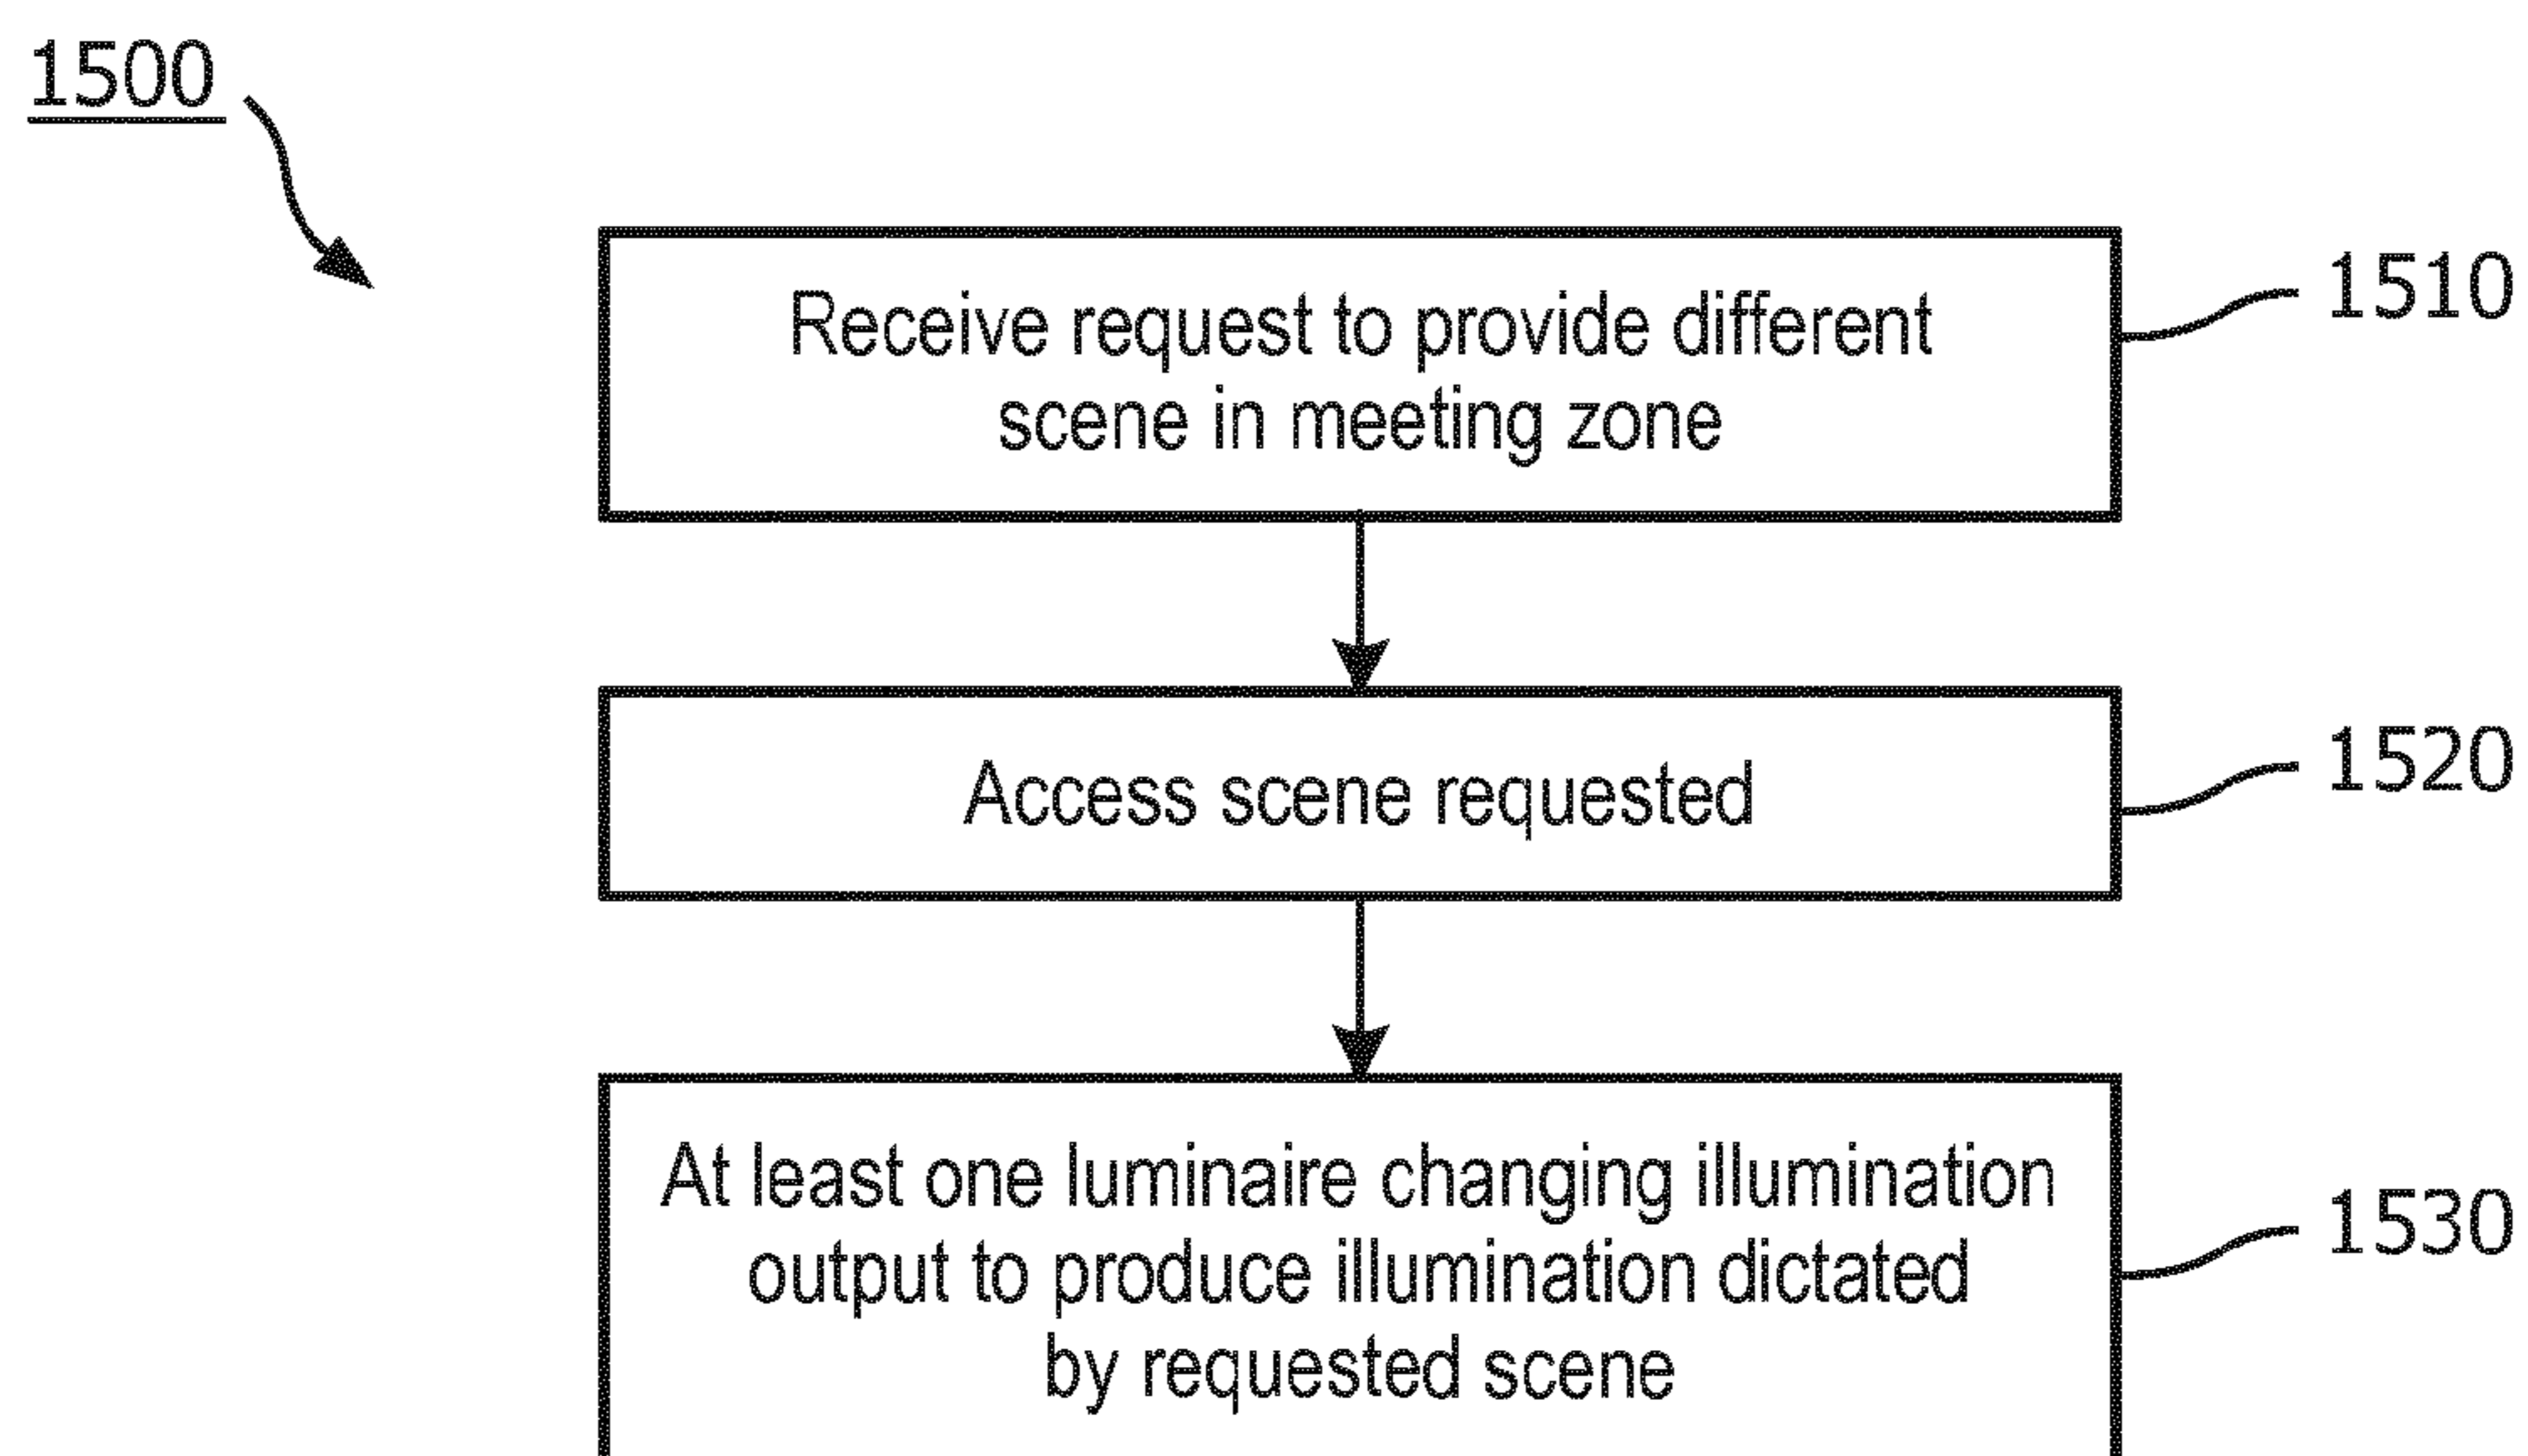 1500
Receive request to provide different
scene in meeting zone
1510
Access scene requested
1520
At least one luminaire changing illumination
output to produce illumination dictated
by requested scene
1530